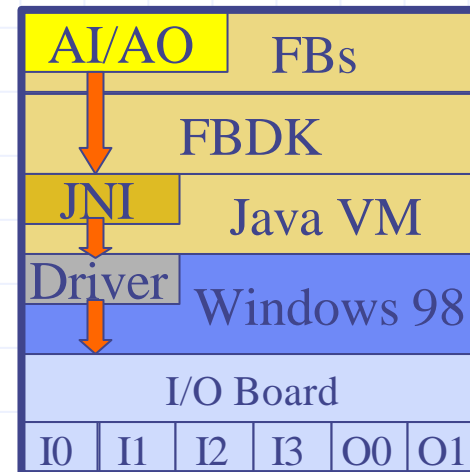 AI/AO FBs
FBDK
JNI Java VM
Driver Windows 98
I/O Board
I0 I1 I2 I3 O0 O1